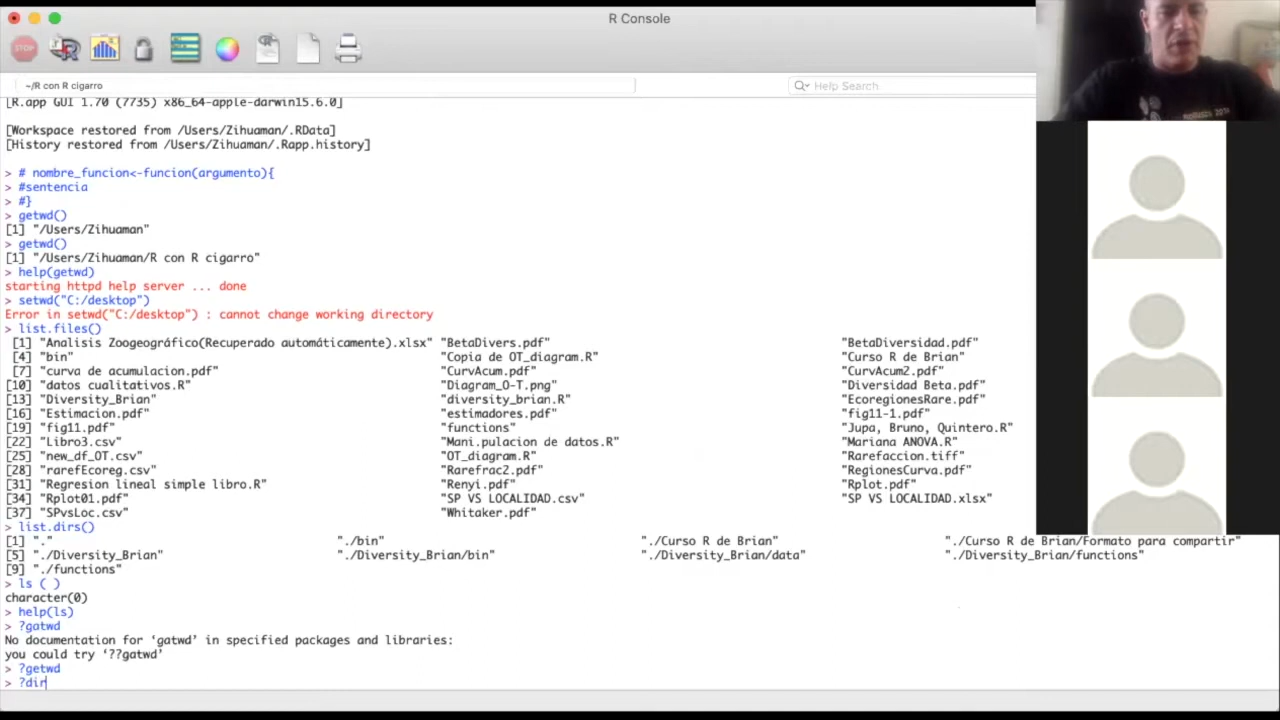 R Console
~/R con R cigarro
Help Search
[R.app GUI 1.70 (7735) x86_64-apple-darwin15.6.0]
[Workspace restored from /Users/Zihuaman/.RData]
[History restored from /Users/Zihuaman/.Rapp.history]
> # nombre_funcion<-funcion(argumento){
> #sentencia
> #}
> getwd()
[1] "/Users/Zihuaman"
> getwd()
[1] "/Users/Zihuaman/R con R cigarro"
> help(getwd)
starting httpd help server ... done
> setwd("C:/desktop")
Error in setwd("C:/desktop") : cannot change working directory
> list.files()
[1] "Analisis Zoogeográfico(Recuperado automáticamente).xlsx" "BetaDivers.pdf" "BetaDiversidad.pdf"
[4] "bin" "Copia de OT_diagram.R" "Curso R de Brian"
[7] "curva de acumulacion.pdf" "CurvAcum.pdf" "CurvAcum2.pdf"
[10] "datos cualitativos.R" "Diagram_O-T.png" "Diversidad Beta.pdf"
[13] "Diversity_Brian" "diversity_brian.R" "EcoregionesRare.pdf"
[16] "Estimacion.pdf" "estimadores.pdf" "fig11-1.pdf"
[19] "fig11.pdf" "functions" "Jupa, Bruno, Quintero.R"
[22] "Libro3.csv" "Mani.pulacion de datos.R" "Mariana ANOVA.R"
[25] "new_df_OT.csv" "OT_diagram.R" "Rarefaccion.tiff"
[28] "rarefEcoreg.csv" "Rarefrac2.pdf" "RegionesCurva.pdf"
[31] "Regresion lineal simple libro.R" "Renyi.pdf" "Rplot.pdf"
[34] "Rplot01.pdf" "SP VS LOCALIDAD.csv" "SP VS LOCALIDAD.xlsx"
[37] "SPvsLoc.csv" "Whitaker.pdf"
> list.dirs()
[1] "." "./bin" "./Curso R de Brian" "./Curso R de Brian/Formato para compartir"
[5] "./Diversity_Brian" "./Diversity_Brian/bin" "./Diversity_Brian/data" "./Diversity_Brian/functions"
[9] "./functions"
> ls ( )
character(0)
> help(ls)
> ?gatwd
No documentation for ‘gatwd’ in specified packages and libraries:
you could try ‘??gatwd’
> ?getwd
> ?dir
STOP